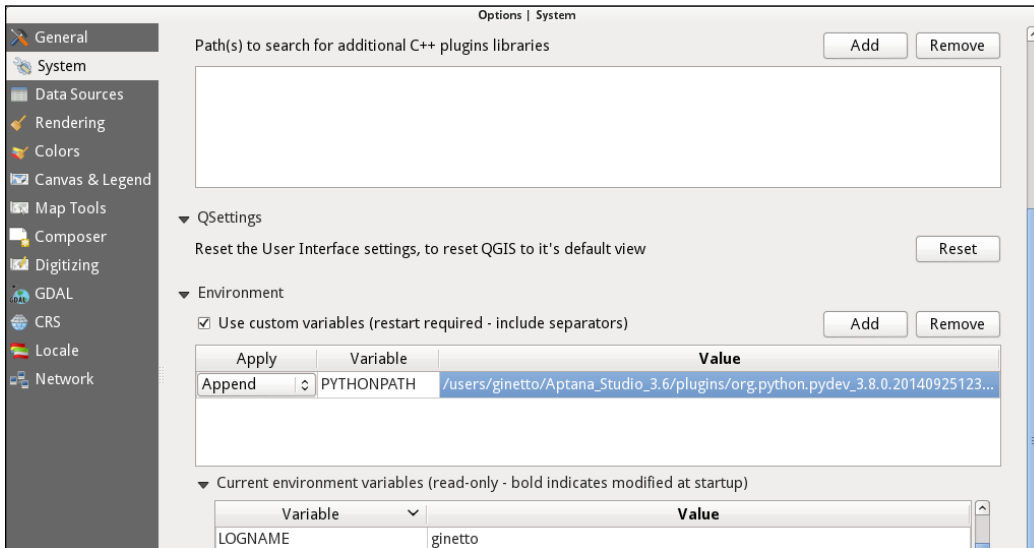 Options | System
General
System
Data Sources
Rendering
Colors
Canvas & Legend
Map Tools
Composer
Digitizing
GDAL
CRS
Locale
Network
Path(s) to search for additional C++ plugins libraries
Add
Remove
QSettings
Reset the User Interface settings, to reset QGIS to it's default view
Reset
Environment
Use custom variables (restart required - include separators)
Add
Remove
Apply
Variable
Value
Append
PYTHONPATH
/users/ginetto/Aptana_Studio_3.6/plugins/org.python.pydev_3.8.0.20140925123...
Current environment variables (read-only - bold indicates modified at startup)
Variable
Value
LOGNAME
ginetto